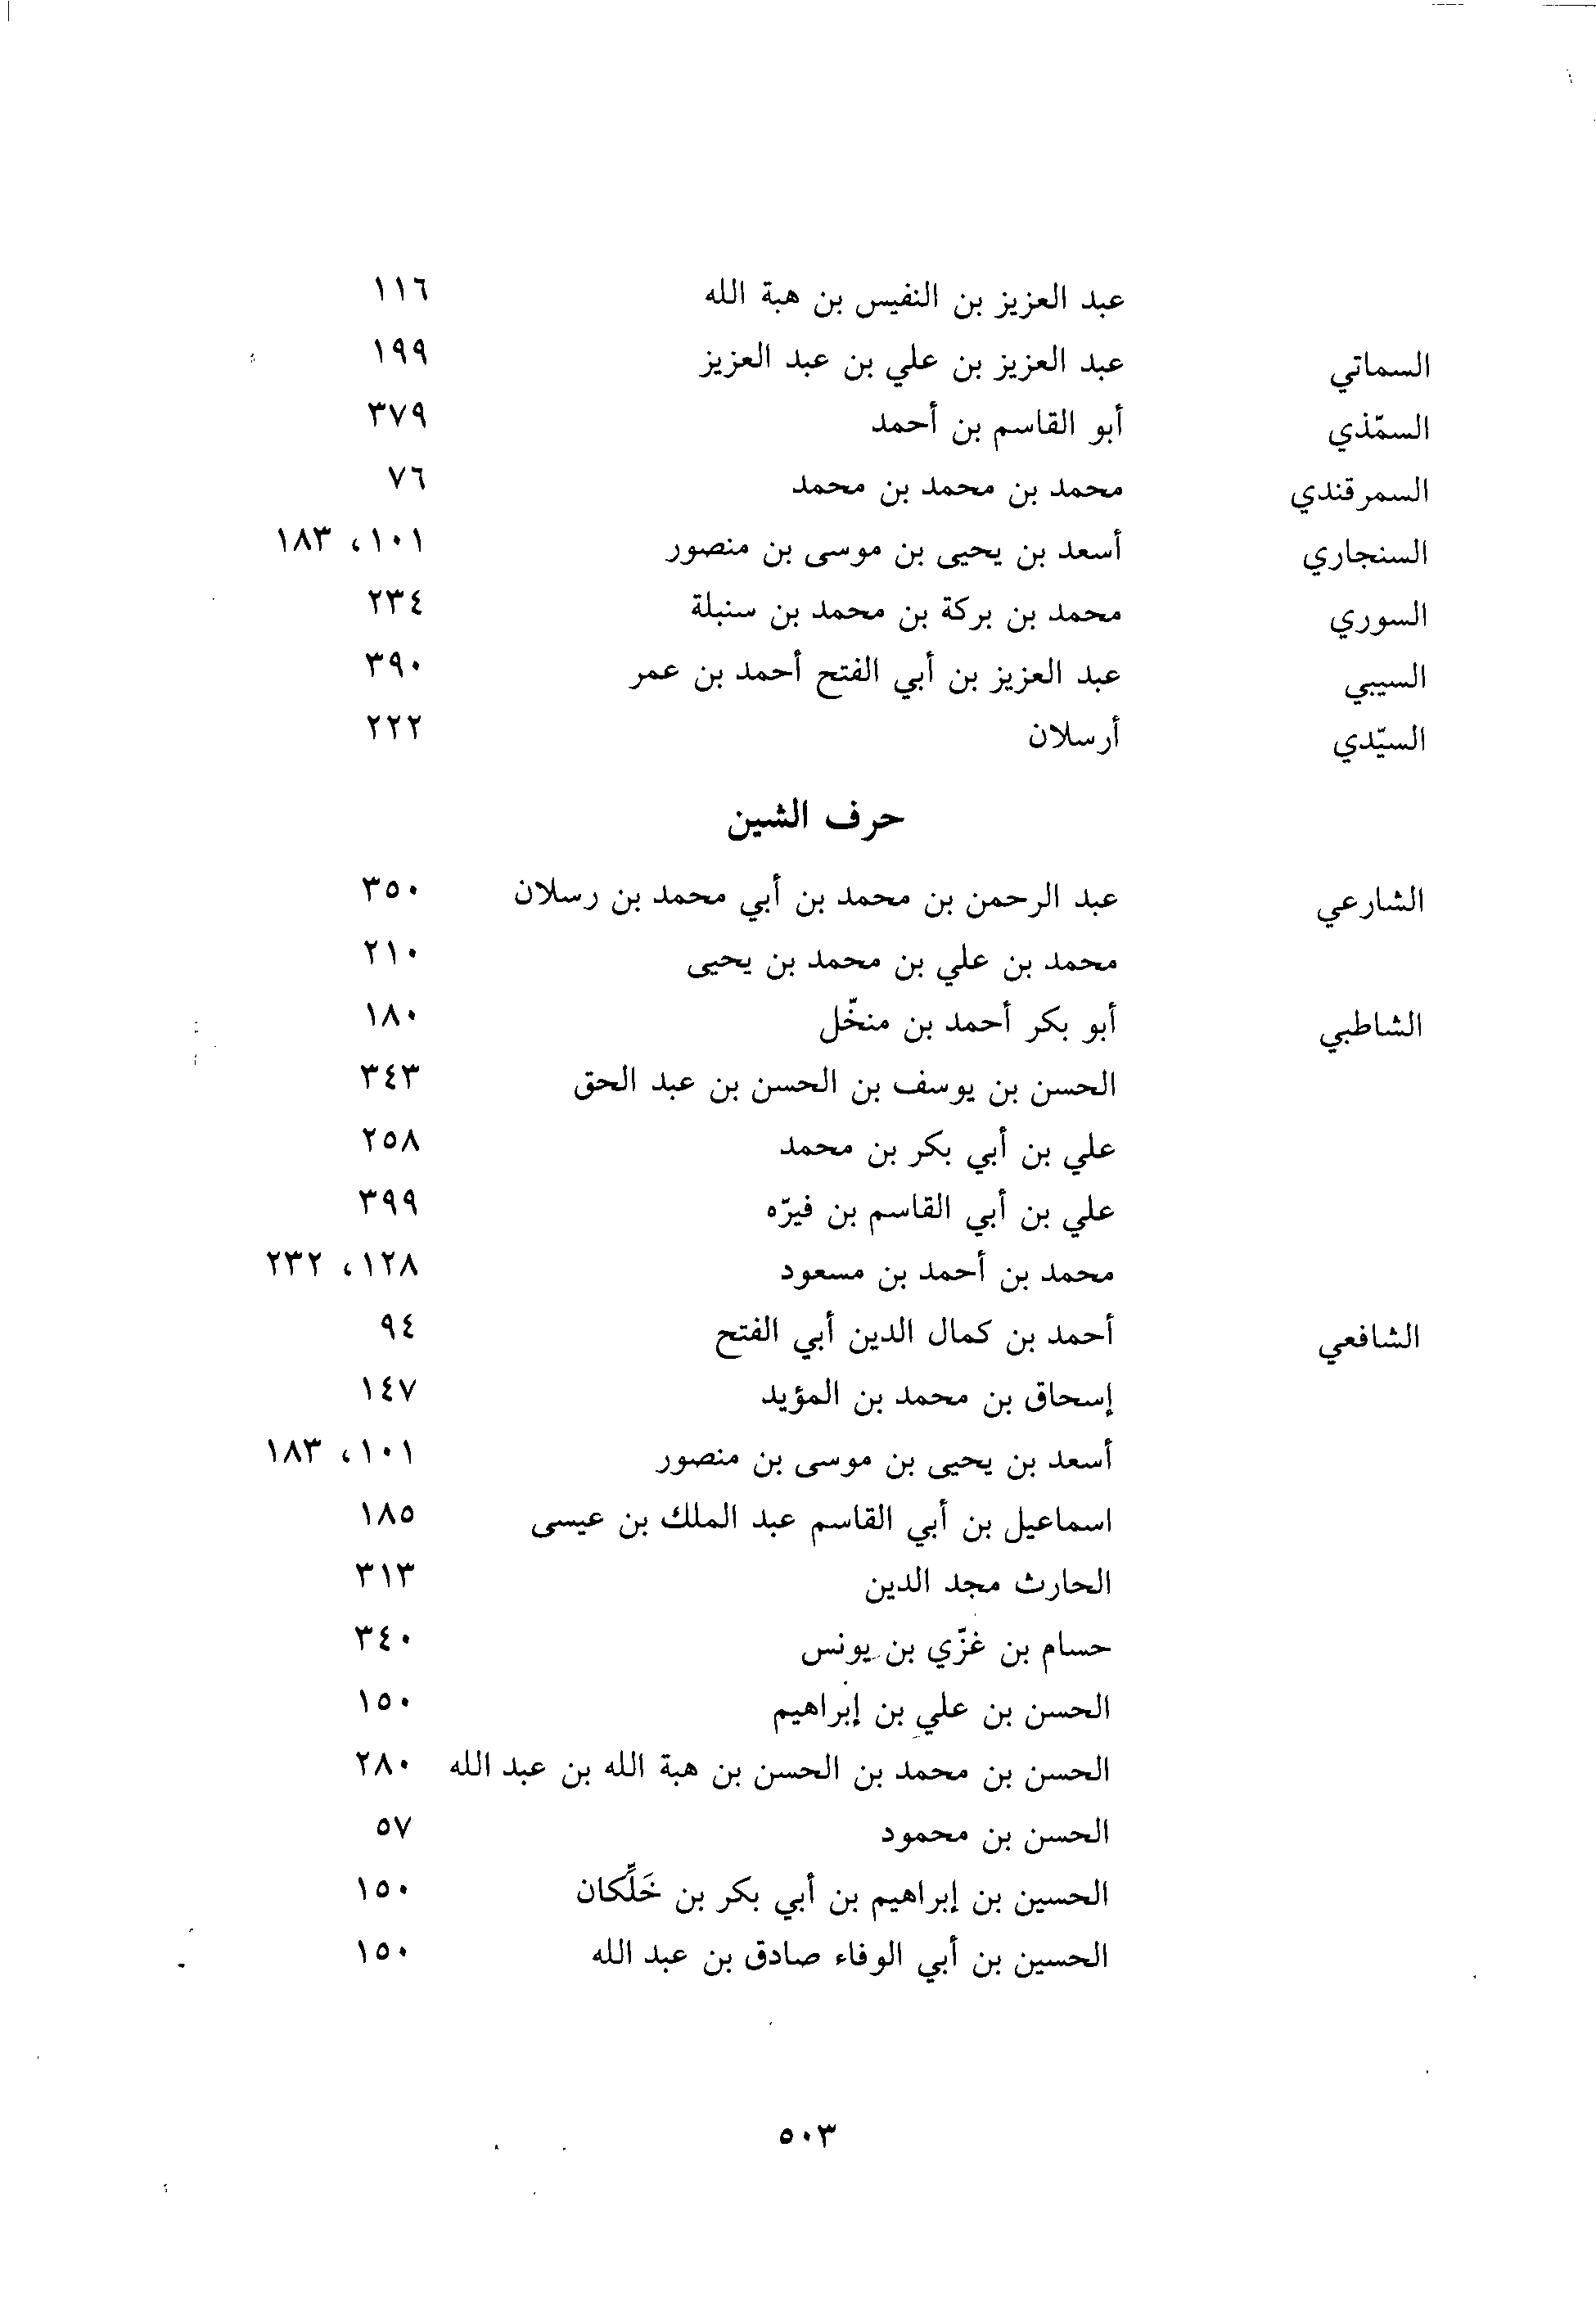 عبد العزيز بن النفيس بن هبة الله ١١٦
السماتي عبد العزيز بن علي بن عبد العزيز ١٩٩
السمّذي أبو القاسم بن أحمد ٣٧٩
السمرقندي محمد بن محمد بن محمد ٧٦
السنجاري أسعد بن يحيى بن موسى بن منصور ١٠١، ١٨٣
السوري محمد بن بركة بن محمد بن سنبلة ٢٣٤
السيبي عبد العزيز بن أبي الفتح أحمد بن عمر ٣٩٠
السيّدي أرسلان ٢٢٢
حرف الشين
الشارعي عبد الرحمن بن محمد بن أبي محمد بن رسلان ٣٥٠
محمد بن علي بن محمد بن يحيى ٢١٠
الشاطبي أبو بكر أحمد بن منخّل ١٨٠
الحسن بن يوسف بن الحسن بن عبد الحق ٣٤٣
علي بن أبي بكر بن محمد ٢٥٨
علي بن أبي القاسم بن فيرّه ٣٩٩
محمد بن أحمد بن مسعود ١٢٨، ٢٣٢
الشافعي أحمد بن كمال الدين أبي الفتح ٩٤
إسحاق بن محمد بن المؤيد ١٤٧
أسعد بن يحيى بن موسى بن منصور ١٠١، ١٨٣
اسماعيل بن أبي القاسم عبد الملك بن عيسى ١٨٥
الحارث مجد الدين ٣١٣
حسام بن غزّي بن يونس ٣٤٠
الحسن بن علي بن إبراهيم ١٥٠
الحسن بن محمد بن الحسن بن هبة الله بن عبد الله ٢٨٠
الحسن بن محمود ٥٧
الحسين بن إبراهيم بن أبي بكر بن خَلِّكان ١٥٠
الحسين بن أبي الوفاء صادق بن عبد الله ١٥٠
٥٠٣